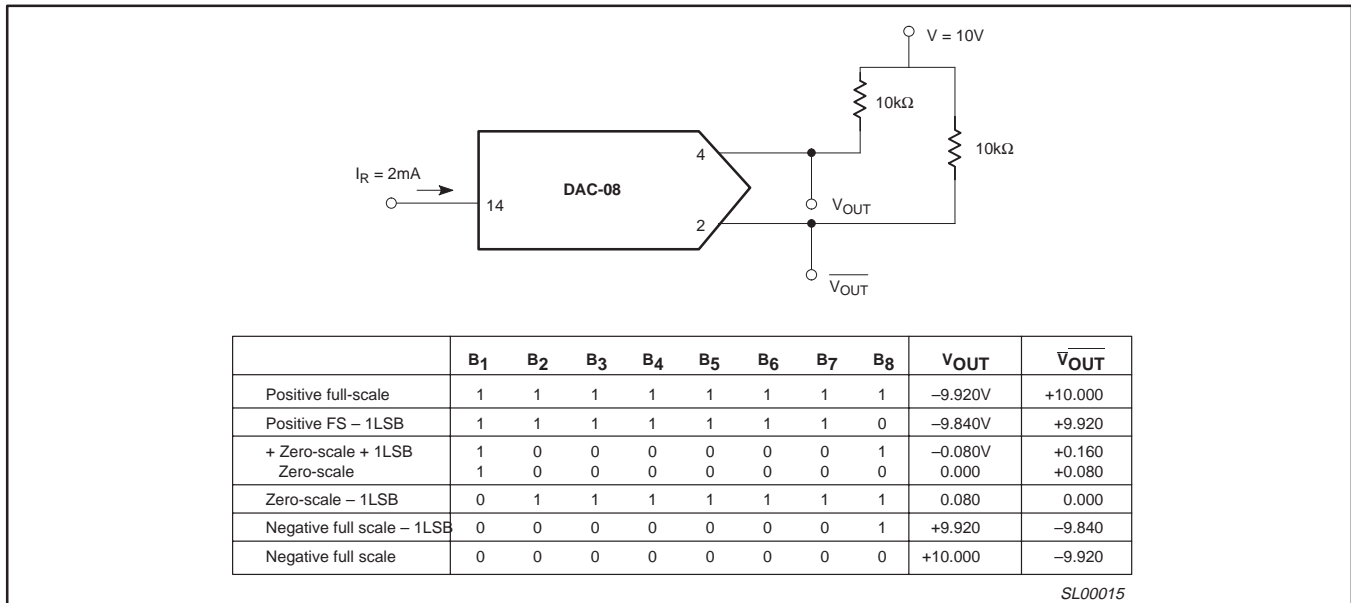 V = 10V
10kΩ
10kΩ
I_R = 2mA
14
DAC-08
4
2
V_OUT
V̅_OUT
B1 B2 B3 B4 B5 B6 B7 B8 VOUT V̅OUT
Positive full-scale 1 1 1 1 1 1 1 1 –9.920V +10.000
Positive FS – 1LSB 1 1 1 1 1 1 1 0 –9.840V +9.920
+ Zero-scale + 1LSB 1 0 0 0 0 0 0 1 –0.080V +0.160
Zero-scale 1 0 0 0 0 0 0 0 0.000 +0.080
Zero-scale – 1LSB 0 1 1 1 1 1 1 1 0.080 0.000
Negative full scale – 1LSB 0 0 0 0 0 0 0 1 +9.920 –9.840
Negative full scale 0 0 0 0 0 0 0 0 +10.000 –9.920
SL00015